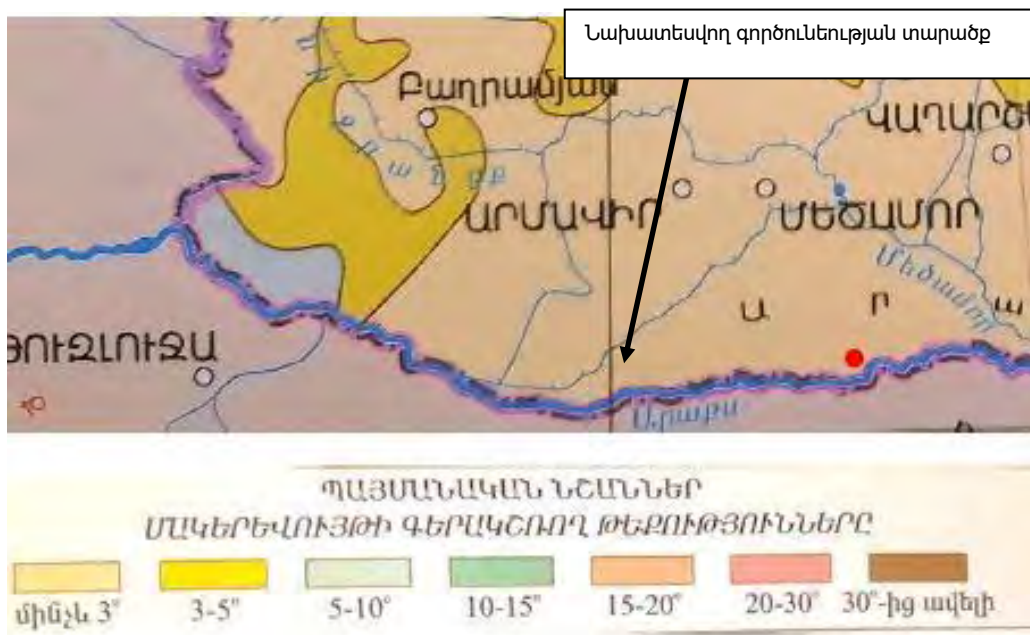 Նախատեսվող գործունեության տարածք
Բաղրամյան
ՎԱՂԱՐՇ
ԱՐՄԱՎԻՐ
ՄԵԾԱՄՈՐ
Մեծամոր
Ա Ր Ա
ԹՈՒԶԼՈՒՋԱ
Արաքս
ՊԱՅՄԱՆԱԿԱՆ ՆՇԱՆՆԵՐ
ՄԱԿԵՐԵՎՈՒՅԹԻ ԳԵՐԱԿՇՌՈՂ ԹԵՔՈՒԹՅՈՒՆՆԵՐԸ
մինչև 3° 3-5° 5-10° 10-15° 15-20° 20-30° 30°-ից ավելի